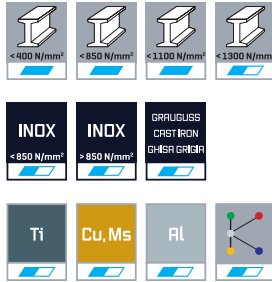 <400 N/mm² <850 N/mm² <1100 N/mm² <1300 N/mm²
INOX INOX GRAUGUSS
CAST IRON
GHISA GRIGIA
<850 N/mm² >850 N/mm²
Ti Cu, Ms Al